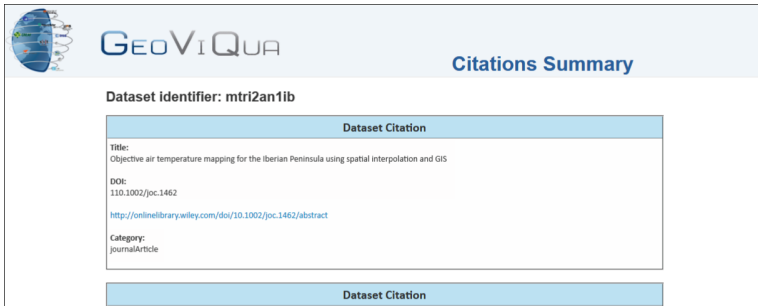 GeoViQua
Citations Summary
Dataset identifier: mtri2an1ib
Dataset Citation
Title:
Objective air temperature mapping for the Iberian Peninsula using spatial interpolation and GIS
DOI:
110.1002/joc.1462
http://onlinelibrary.wiley.com/doi/10.1002/joc.1462/abstract
Category:
journalArticle
Dataset Citation